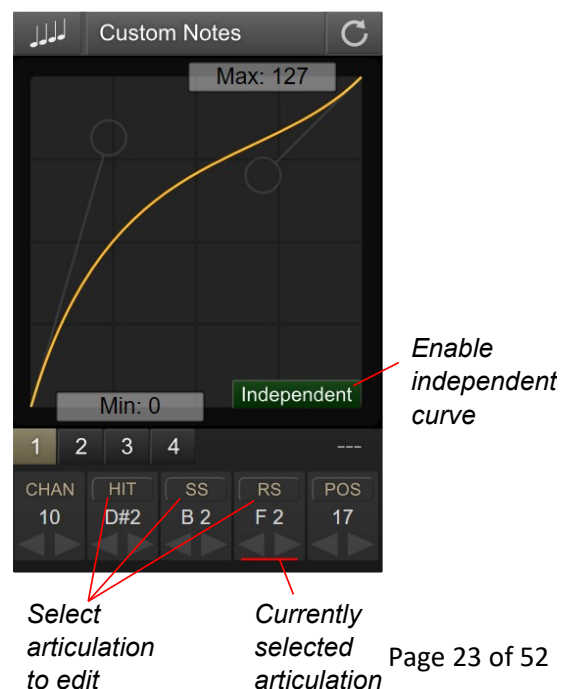 Custom Notes
Max: 127
Min: 0
Independent
Enable
independent
curve
1 2 3 4 ---
CHAN HIT SS RS POS
10 D#2 B 2 F 2 17
Select
articulation
to edit
Currently
selected
articulation
Page 23 of 52